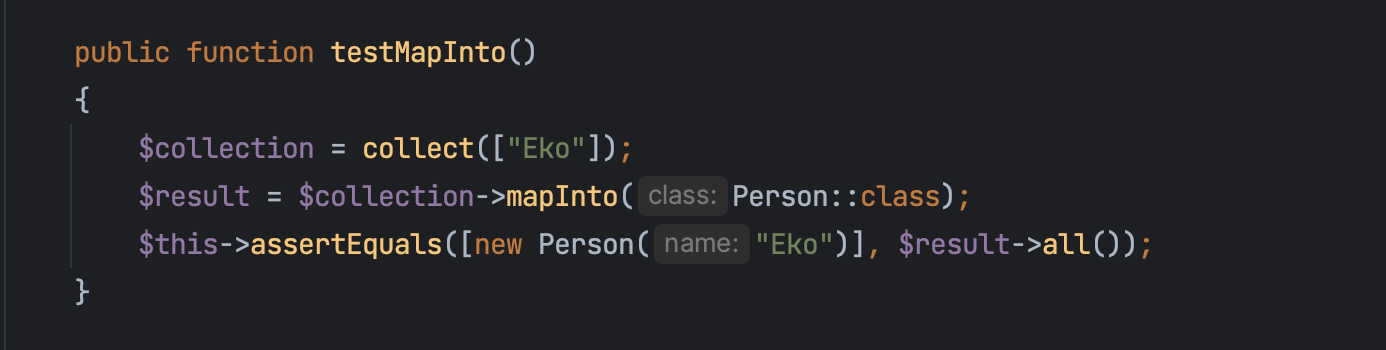 public function testMapInto()
{
    $collection = collect(["Eko"]);
    $result = $collection->mapInto( class: Person::class);
    $this->assertEquals([new Person( name: "Eko")], $result->all());
}